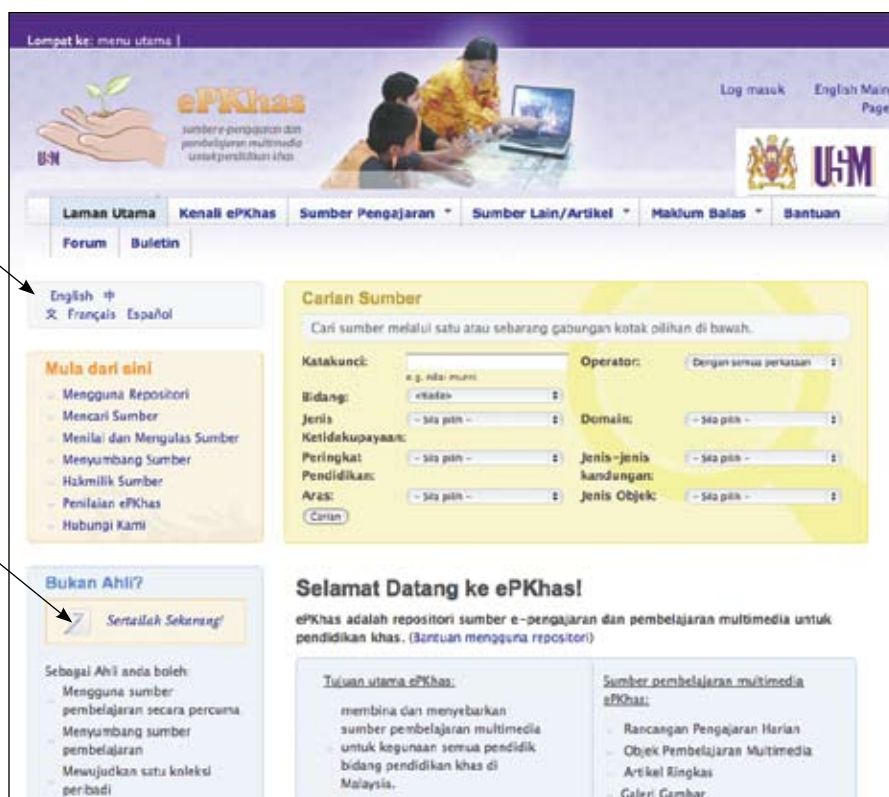 Lompat ke: menu utama |
ePKhas
sumber e-pengajaran dan
pembelajaran multimedia
untuk pendidikan khas
USM
Log masuk English Main
Page
USM
Laman Utama Kenali ePKhas Sumber Pengajaran Sumber Lain/Artikel Maklum Balas Bantuan
Forum Buletin
English 中
文 Français Español
Mula dari sini
Mengguna Repositori
Mencari Sumber
Menilai dan Mengulas Sumber
Menyumbang Sumber
Hakmilik Sumber
Penilaian ePKhas
Hubungi Kami
Carian Sumber
Cari sumber melalui satu atau sebarang gabungan kotak pilihan di bawah.
Katakunci: Operator: Dengan semua perkataan
e.g. nilai murni
Bidang: <tiada>
Jenis - Sila pilih - Domain: - Sila pilih -
Ketidakupayaan:
Peringkat - Sila pilih - Jenis-jenis - Sila pilih -
Pendidikan: kandungan:
Aras: - Sila pilih - Jenis Objek: - Sila pilih -
Carian
Bukan Ahli?
Sertailah Sekarang!
Sebagai Ahli anda boleh:
Mengguna sumber
pembelajaran secara percuma
Menyumbang sumber
pembelajaran
Mewujudkan satu koleksi
peribadi
Selamat Datang ke ePKhas!
ePKhas adalah repositori sumber e-pengajaran dan pembelajaran multimedia untuk
pendidikan khas. (Bantuan mengguna repositori)
Tujuan utama ePKhas:
membina dan menyebarkan
sumber pembelajaran multimedia
untuk kegunaan semua pendidik
bidang pendidikan khas di
Malaysia.
Sumber pembelajaran multimedia
ePKhas:
Rancangan Pengajaran Harian
Objek Pembelajaran Multimedia
Artikel Ringkas
Galeri Gambar